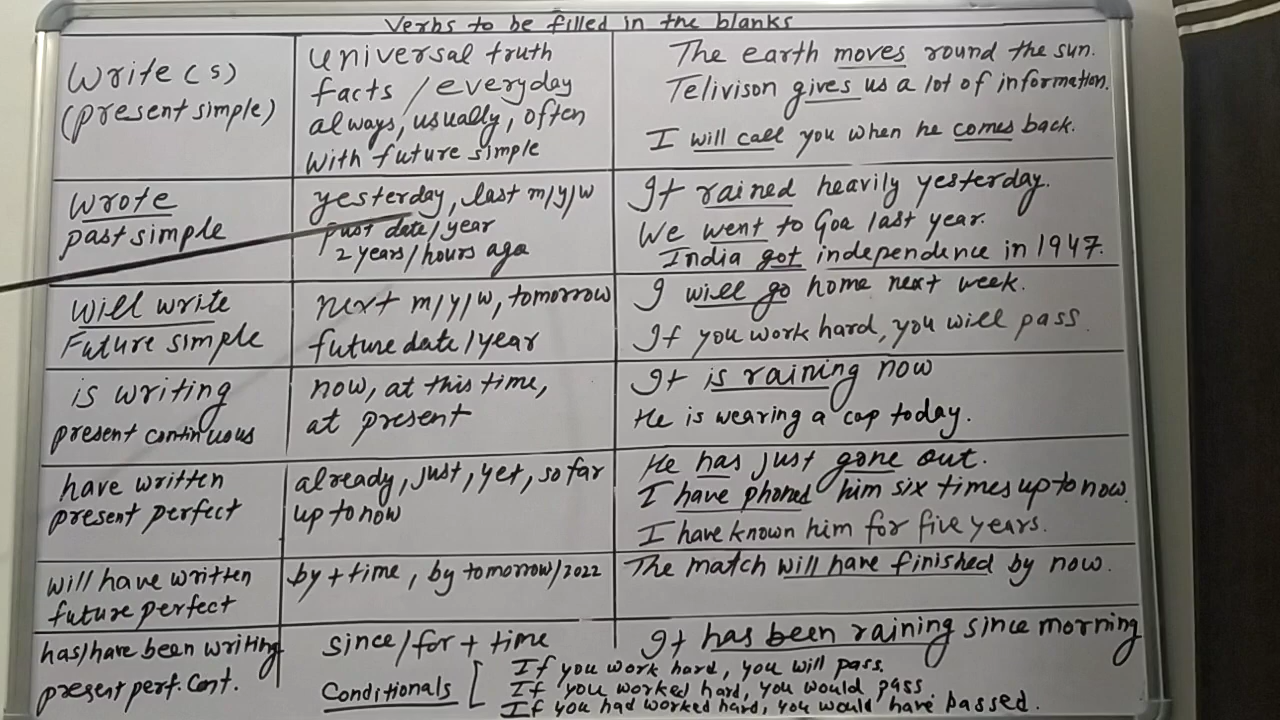 Verbs to be filled in the blanks
Write(s)
(present simple)
universal truth
facts / everyday
always, usually, often
with future simple
The earth moves round the sun.
Telivison gives us a lot of information.
I will call you when he comes back.
Wrote
past simple
yesterday, last m/y/w
past date/year
2 years/hours ago
It rained heavily yesterday.
We went to Goa last year.
India got independence in 1947.
Will write
Future simple
next m/y/w, tomorrow
future date/year
I will go home next week.
If you work hard, you will pass.
is writing
present continuous
now, at this time,
at present
It is raining now
He is wearing a cap today.
have written
present perfect
already, just, yet, so far
up to now
He has just gone out.
I have phoned him six times up to now.
I have known him for five years.
will have written
future perfect
by + time, by tomorrow/2022
The match will have finished by now.
has/have been writing
present perf. cont.
since/for + time
It has been raining since morning
Conditionals
If you work hard, you will pass.
If you worked hard, you would pass.
If you had worked hard, you would have passed.